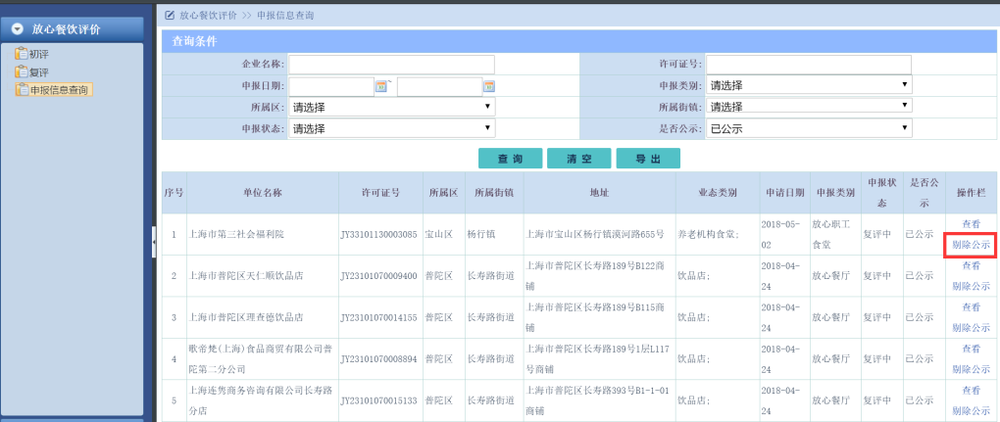 放心餐饮评价
初评
复评
申报信息查询
放心餐饮评价 >> 申报信息查询
查询条件
企业名称: 许可证号:
申报日期: ~ 申报类别: 请选择
所属区: 请选择 所属街镇: 请选择
申报状态: 请选择 是否公示: 已公示
查 询 清 空 导 出
序号 单位名称 许可证号 所属区 所属街镇 地址 业态类别 申请日期 申报类别 申报状态 是否公示 操作栏
1 上海市第三社会福利院 JY33101130003085 宝山区 杨行镇 上海市宝山区杨行镇漠河路655号 养老机构食堂; 2018-05-02 放心职工食堂 复评中 已公示 查看
剔除公示
2 上海市普陀区天仁顺饮品店 JY23101070009400 普陀区 长寿路街道 上海市普陀区长寿路189号B122商铺 饮品店; 2018-04-24 放心餐厅 复评中 已公示 查看
剔除公示
3 上海市普陀区理查德饮品店 JY23101070014155 普陀区 长寿路街道 上海市普陀区长寿路189号B115商铺 饮品店; 2018-04-24 放心餐厅 复评中 已公示 查看
剔除公示
4 歌帝梵(上海)食品商贸有限公司普陀第二分公司 JY23101070008894 普陀区 长寿路街道 上海市普陀区长寿路189号1层L117号商铺 饮品店; 2018-04-24 放心餐厅 复评中 已公示 查看
剔除公示
5 上海连隽商务咨询有限公司长寿路分店 JY23101070015133 普陀区 长寿路街道 上海市普陀区长寿路393号B1-1-01商铺 饮品店; 2018-04-24 放心餐厅 复评中 已公示 查看
剔除公示